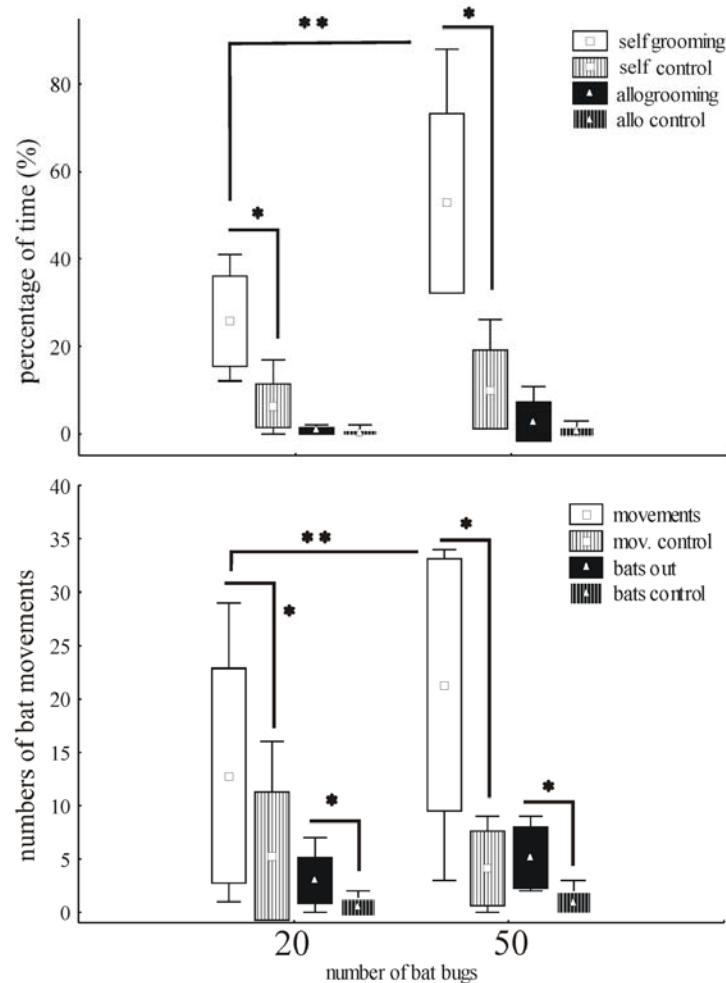 **
*
self grooming
self control
allogrooming
allo control
80
60
40
20
0
*
percentage of time (%)
40
35
30
25
20
15
10
5
0
**
*
*
*
*
movements
mov. control
bats out
bats control
numbers of bat movements
20
50
number of bat bugs